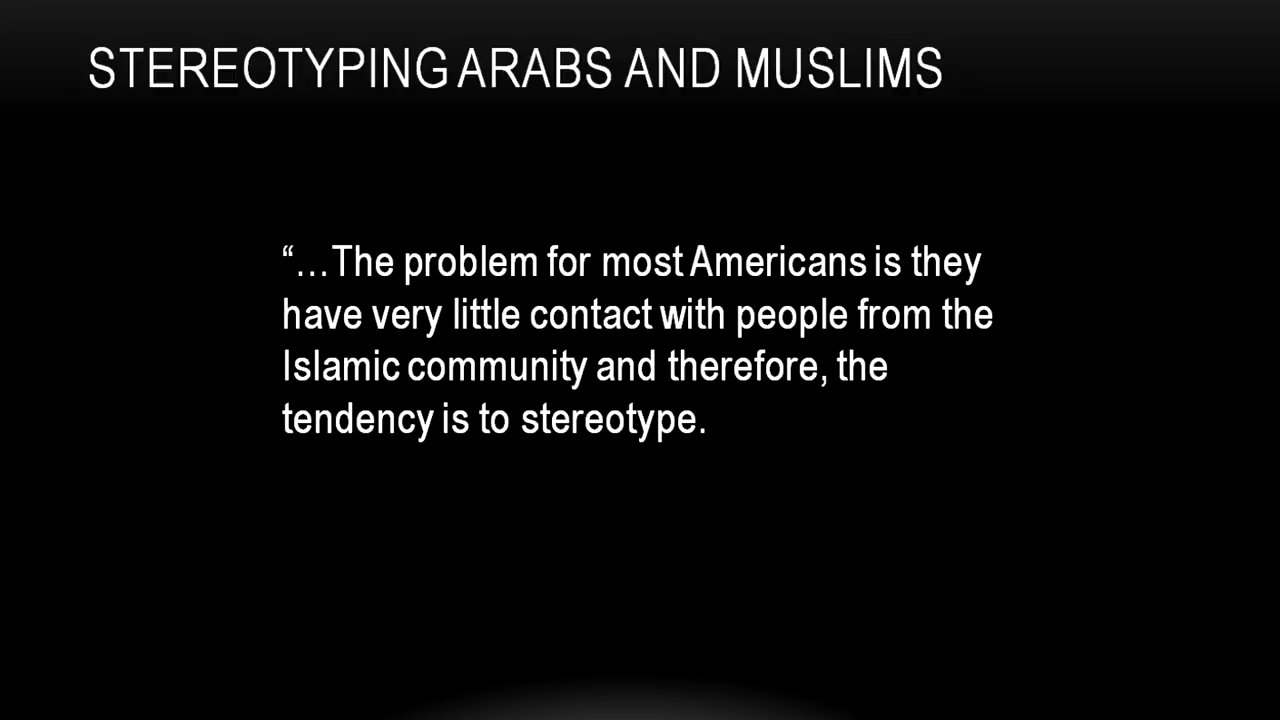 STEREOTYPING ARABS AND MUSLIMS
“…The problem for most Americans is they
have very little contact with people from the
Islamic community and therefore, the
tendency is to stereotype.